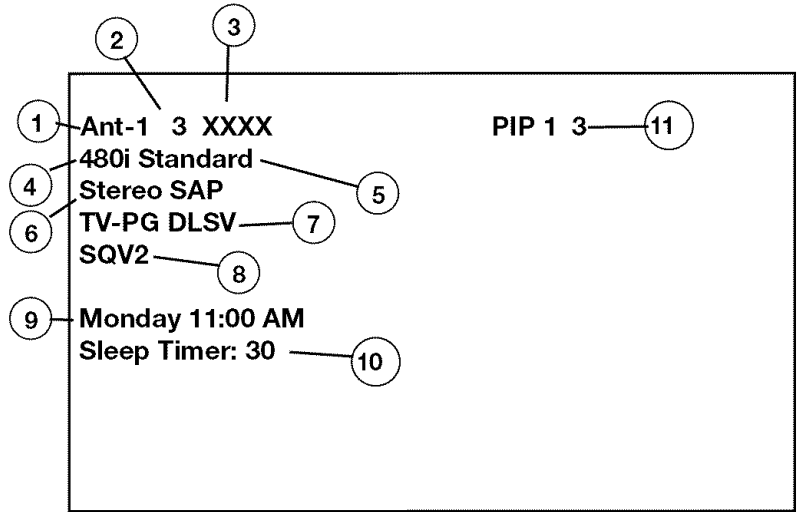 2 3
1 Ant-1 3 XXXX PIP 1 3 11
4 480i Standard 5
6 Stereo SAP
TV-PG DLSV 7
SQV2 8
9 Monday 11:00 AM
Sleep Timer: 30 10